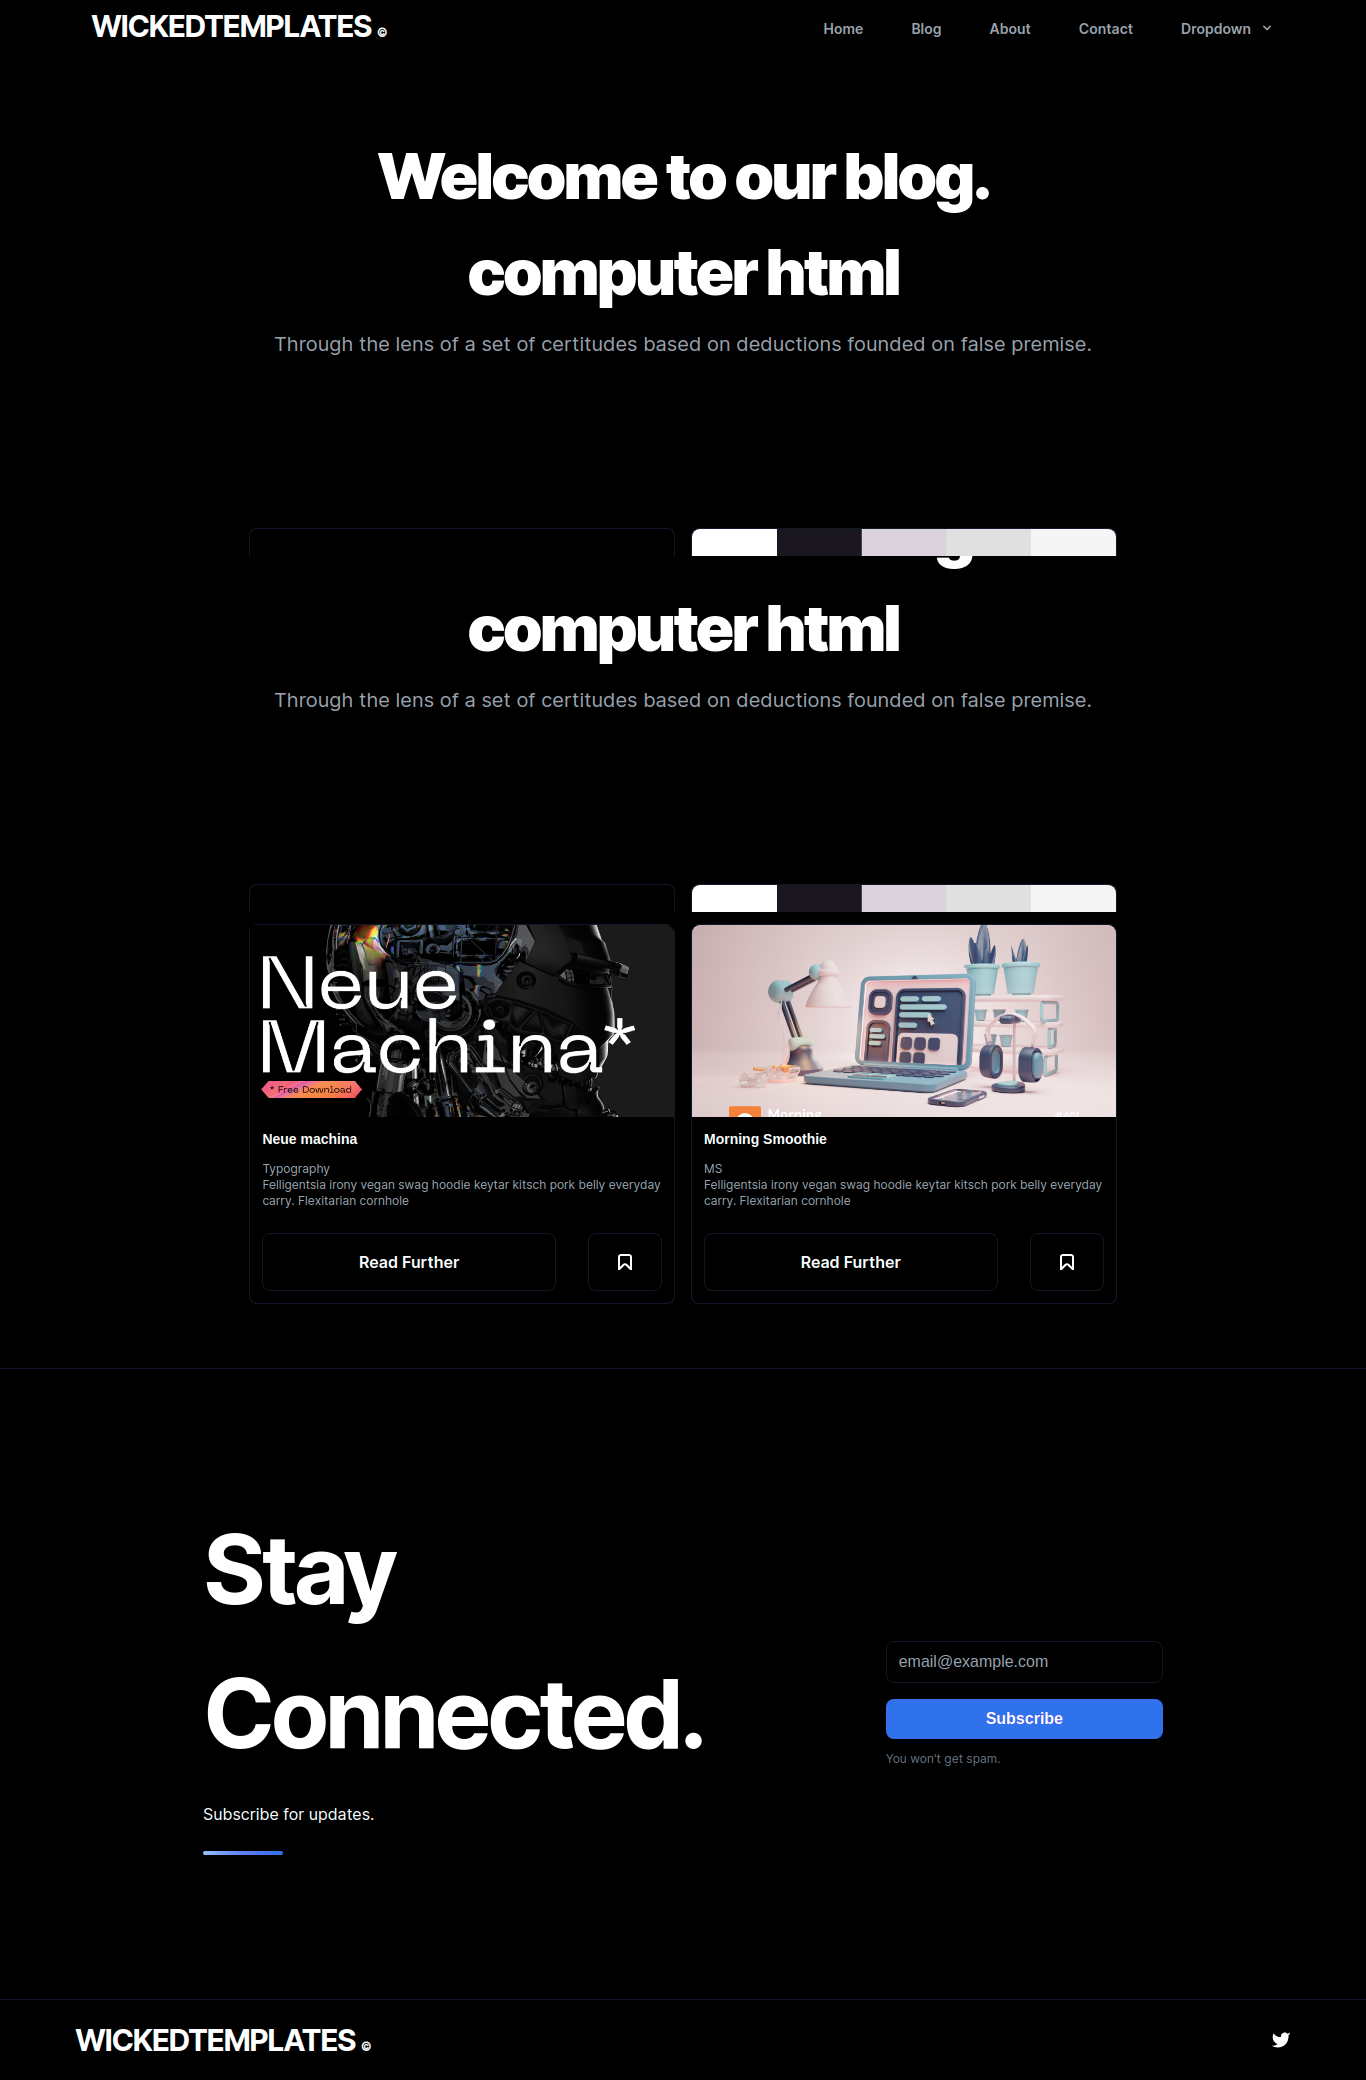 WICKEDTEMPLATES ©
Home Blog About Contact Dropdown
Welcome to our blog.
computer html
Through the lens of a set of certitudes based on deductions founded on false premise.
computer html
Through the lens of a set of certitudes based on deductions founded on false premise.
Neue
Machina*
* Free Download
Morning
Neue machina
Typography
Felligentsia irony vegan swag hoodie keytar kitsch pork belly everyday
carry. Flexitarian cornhole
Read Further
Morning Smoothie
MS
Felligentsia irony vegan swag hoodie keytar kitsch pork belly everyday
carry. Flexitarian cornhole
Read Further
Stay
Connected.
Subscribe for updates.
email@example.com
Subscribe
You won't get spam.
WICKEDTEMPLATES ©